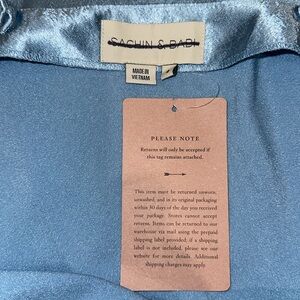 SACHIN & BABI
MADE IN
VIETNAM
PLEASE NOTE
Returns will only be accepted if
this tag remains attached.
This item must be returned unworn,
unwashed, and in its original packaging
within 30 days of the day you received
your package. Stores cannot accept
returns. Items can be returned to our
warehouse via mail using the prepaid
shipping label provided; if a shipping
label is not included, please see our
website for more details. Additional
shipping charges may apply.